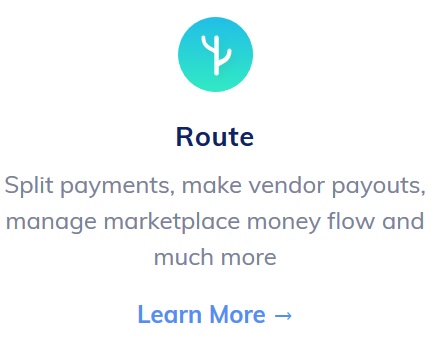 Route
Split payments, make vendor payouts,
manage marketplace money flow and
much more
Learn More →